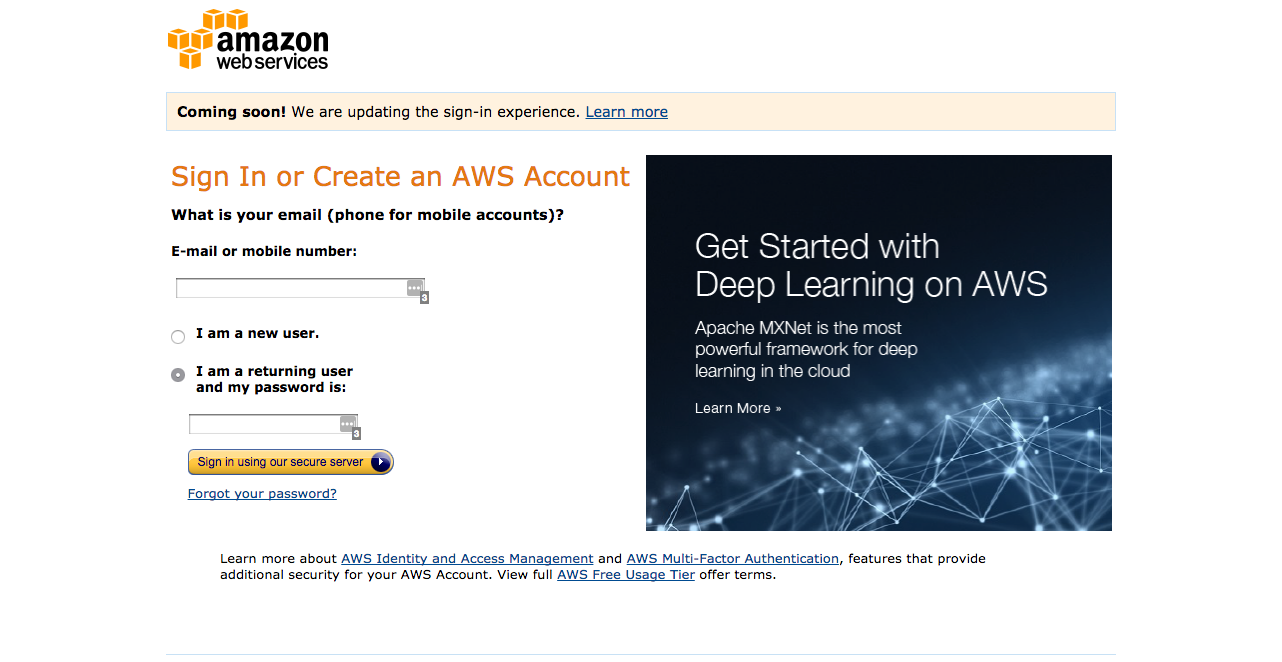 amazon
web services
Coming soon! We are updating the sign-in experience. Learn more
Sign In or Create an AWS Account
What is your email (phone for mobile accounts)?
E-mail or mobile number:
3
I am a new user.
I am a returning user
and my password is:
3
Sign in using our secure server
Forgot your password?
Get Started with
Deep Learning on AWS
Apache MXNet is the most
powerful framework for deep
learning in the cloud
Learn More »
Learn more about AWS Identity and Access Management and AWS Multi-Factor Authentication, features that provide
additional security for your AWS Account. View full AWS Free Usage Tier offer terms.